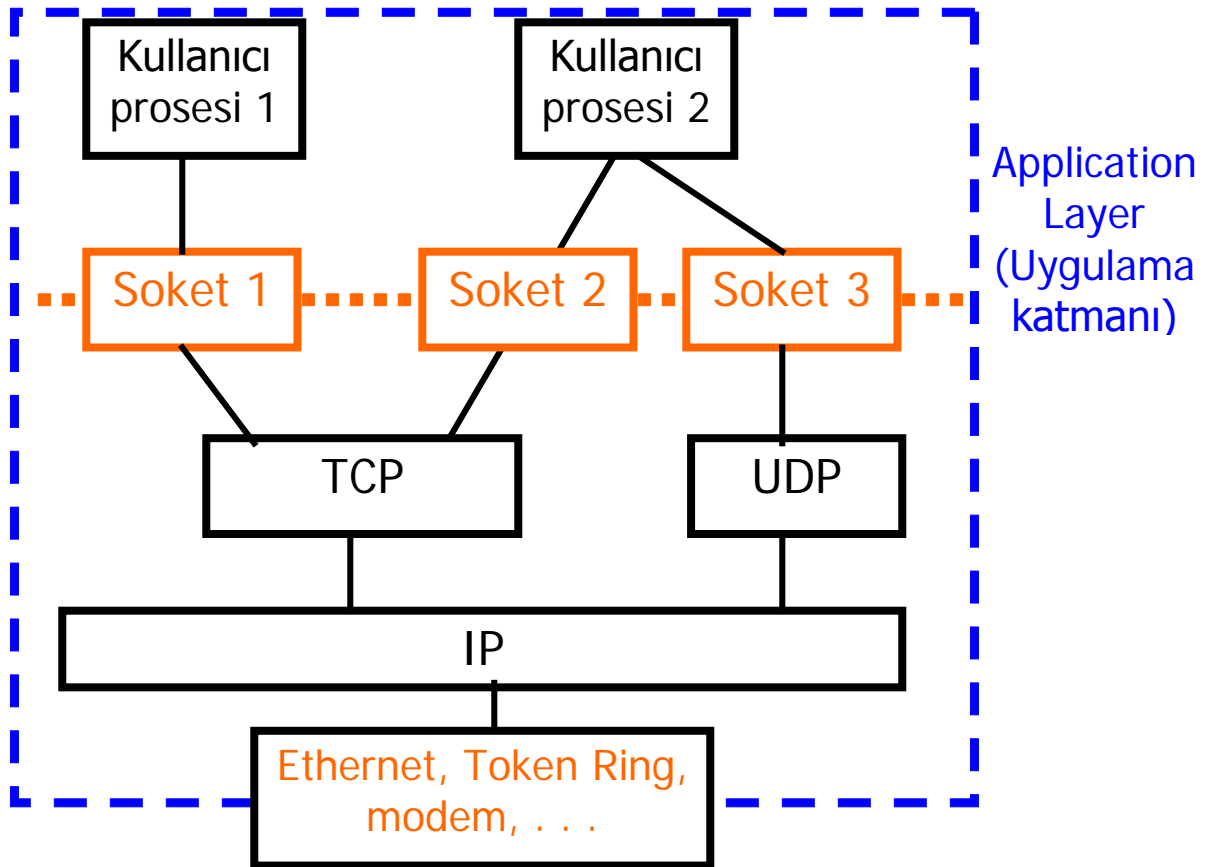 Kullanıcı
prosesi 1
Kullanıcı
prosesi 2
Application
Layer
(Uygulama
katmanı)
Soket 1
Soket 2
Soket 3
TCP
UDP
IP
Ethernet, Token Ring,
modem, . . .